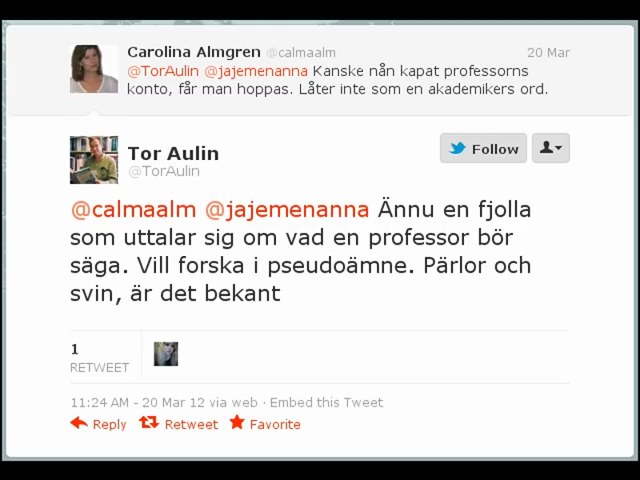 Carolina Almgren @calmaalm 20 Mar
@TorAulin @jajemenanna Kanske nån kapat professorns
konto, får man hoppas. Låter inte som en akademikers ord.
Tor Aulin
@TorAulin
Follow
@calmaalm @jajemenanna Ännu en fjolla
som uttalar sig om vad en professor bör
säga. Vill forska i pseudoämne. Pärlor och
svin, är det bekant
1
RETWEET
11:24 AM - 20 Mar 12 via web · Embed this Tweet
Reply Retweet Favorite